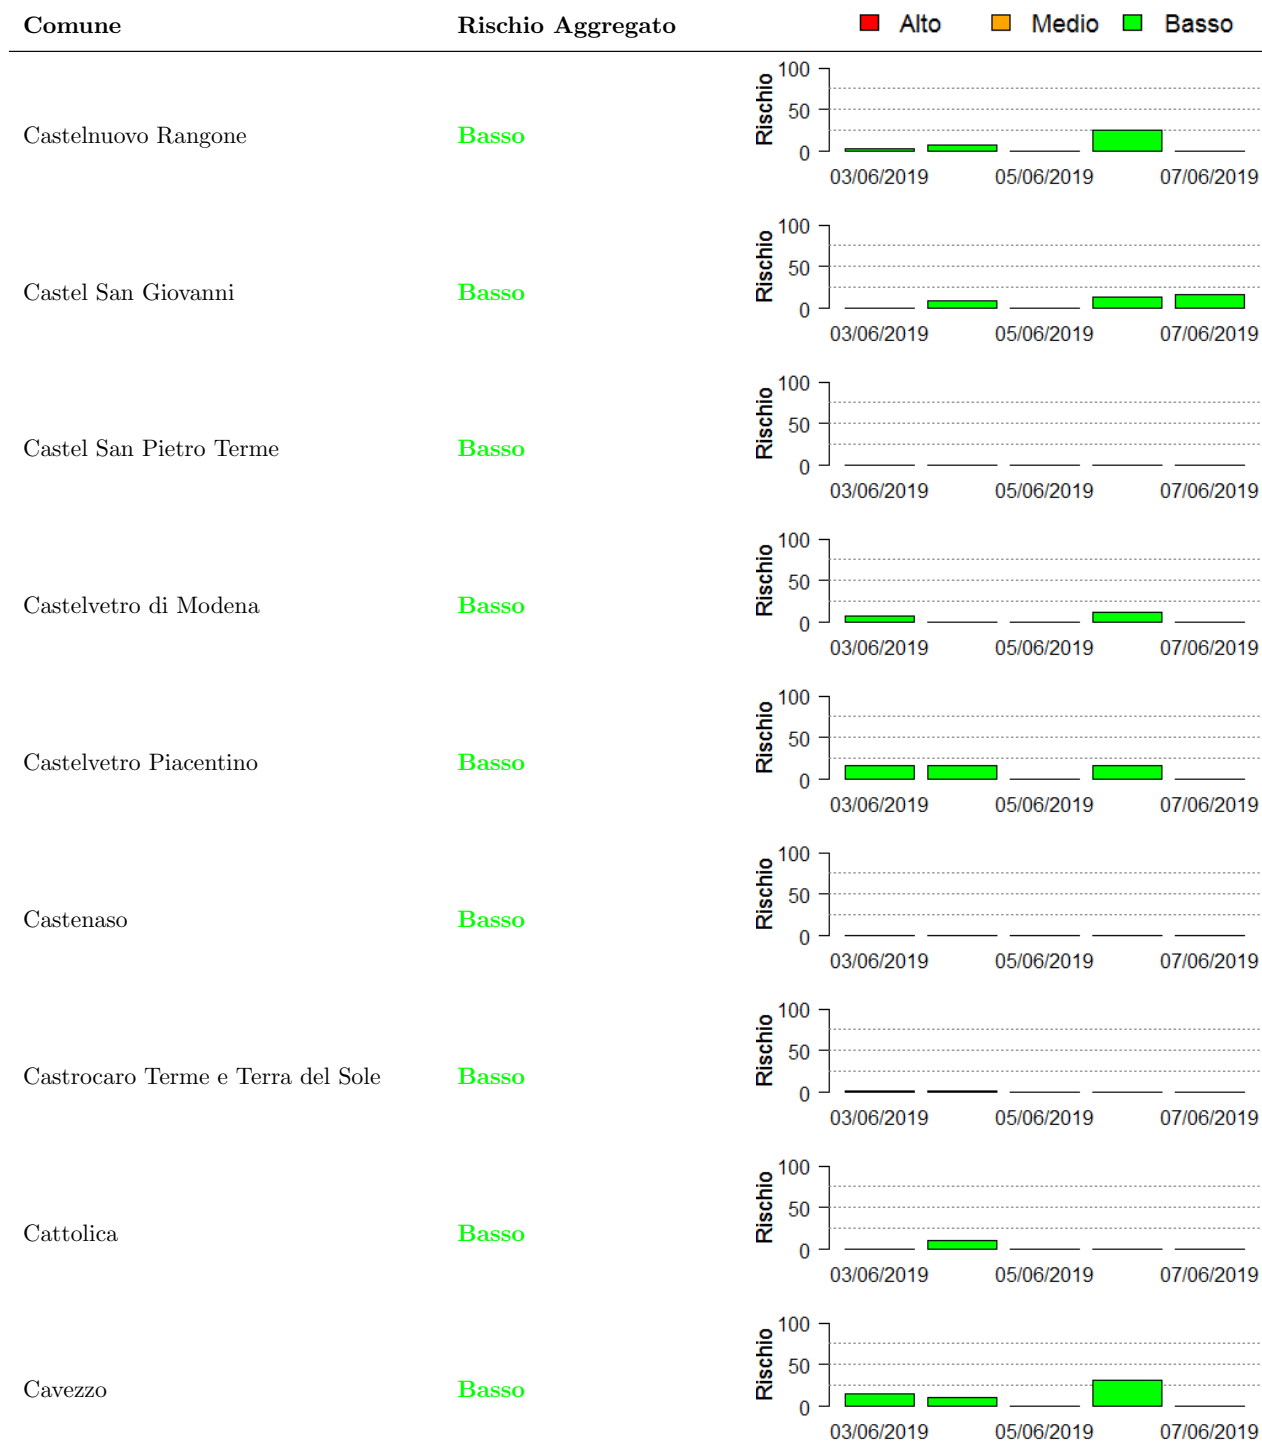 Comune Rischio Aggregato Alto Medio Basso
100
50
0
Rischio
Castelnuovo Rangone Basso
03/06/2019 05/06/2019 07/06/2019
100
50
0
Rischio
Castel San Giovanni Basso
03/06/2019 05/06/2019 07/06/2019
100
50
0
Rischio
Castel San Pietro Terme Basso
03/06/2019 05/06/2019 07/06/2019
100
50
0
Rischio
Castelvetro di Modena Basso
03/06/2019 05/06/2019 07/06/2019
100
50
0
Rischio
Castelvetro Piacentino Basso
03/06/2019 05/06/2019 07/06/2019
100
50
0
Rischio
Castenaso Basso
03/06/2019 05/06/2019 07/06/2019
100
50
0
Rischio
Castrocaro Terme e Terra del Sole Basso
03/06/2019 05/06/2019 07/06/2019
100
50
0
Rischio
Cattolica Basso
03/06/2019 05/06/2019 07/06/2019
100
50
0
Rischio
Cavezzo Basso
03/06/2019 05/06/2019 07/06/2019